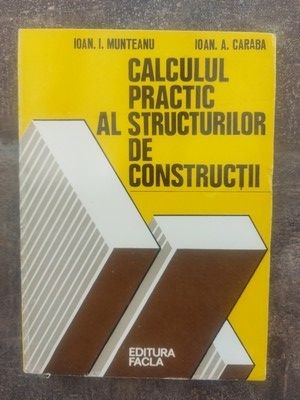 IOAN. I. MUNTEANU IOAN. A. CARABA
CALCULUL
PRACTIC
AL STRUCTURILOR
DE
CONSTRUCȚII
EDITURA
FACLA